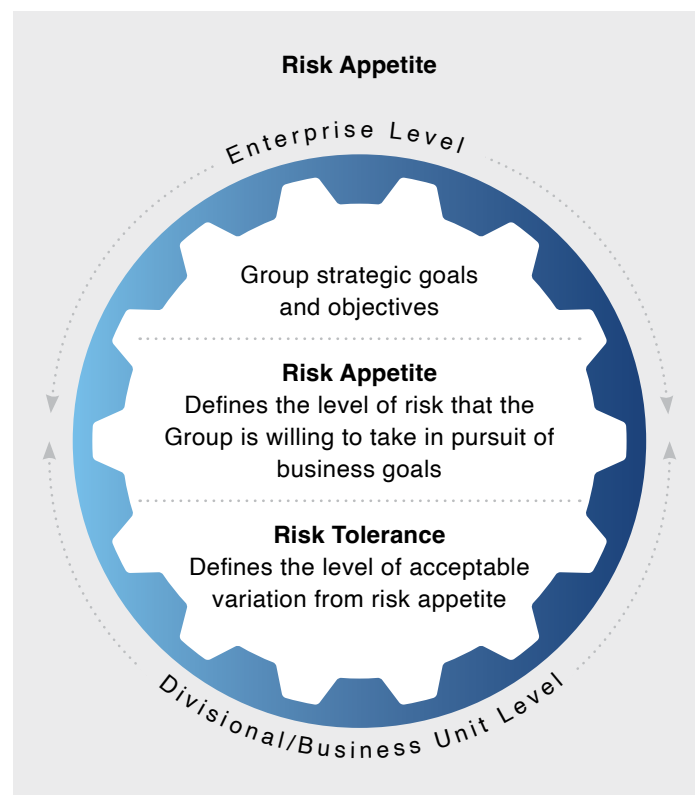 Risk Appetite
Enterprise Level
Group strategic goals
and objectives
Risk Appetite
Defines the level of risk that the
Group is willing to take in pursuit of
business goals
Risk Tolerance
Defines the level of acceptable
variation from risk appetite
Divisional/Business Unit Level